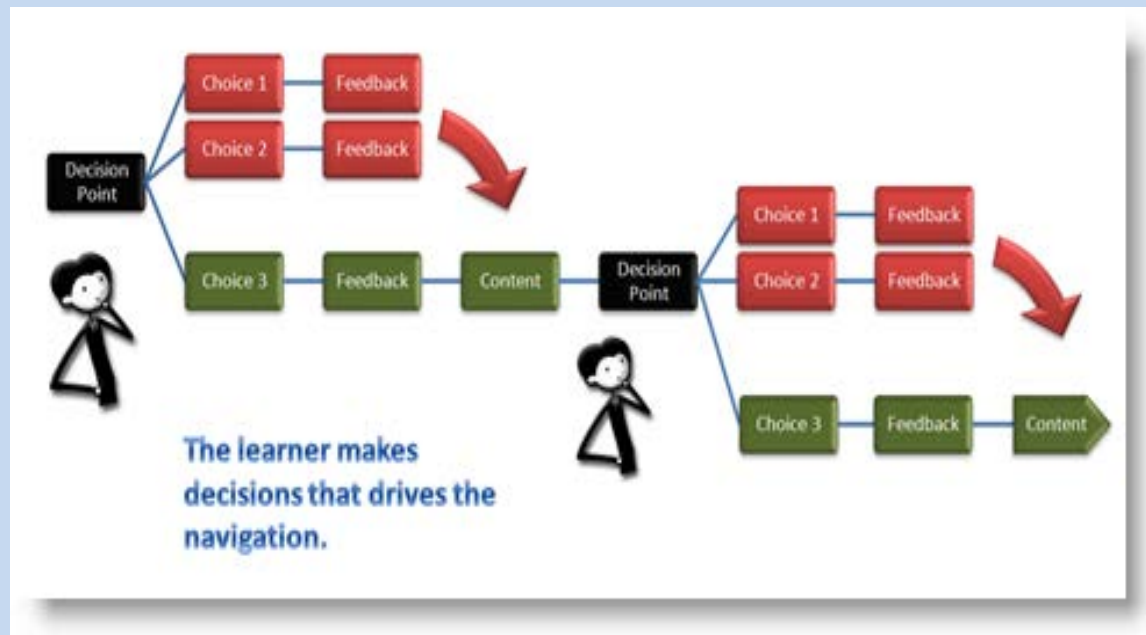 Choice 1
Feedback
Choice 2
Feedback
Decision
Point
Choice 3
Feedback
Content
Decision
Point
Choice 1
Feedback
Choice 2
Feedback
Choice 3
Feedback
Content
The learner makes
decisions that drives the
navigation.